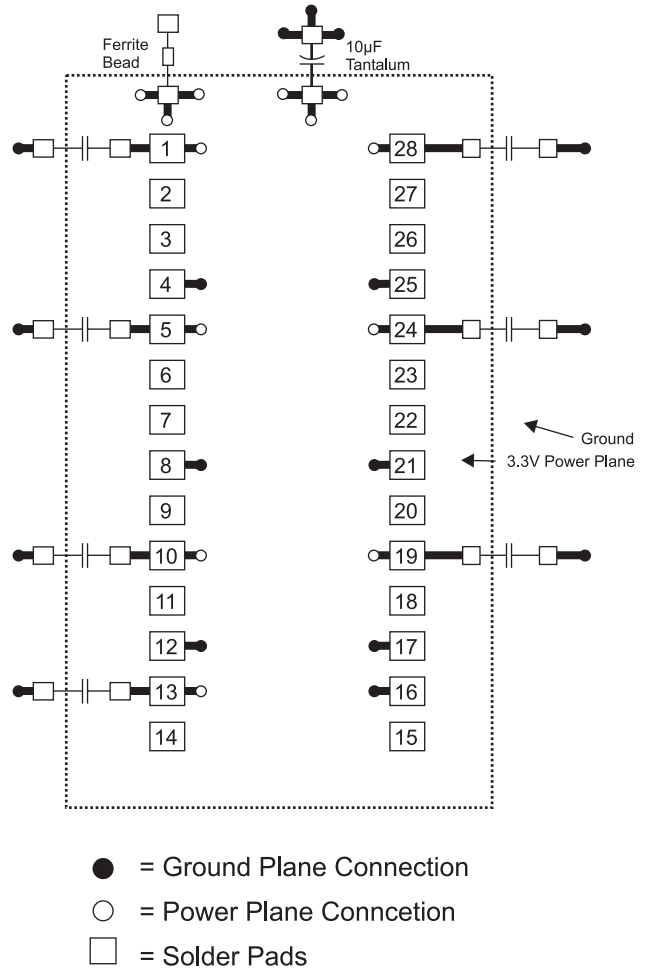 Ferrite
Bead
10µF
Tantalum
1 28
2 27
3 26
4 25
5 24
6 23
7 22
Ground
8 21 3.3V Power Plane
9 20
10 19
11 18
12 17
13 16
14 15
= Ground Plane Connection
= Power Plane Conncetion
= Solder Pads